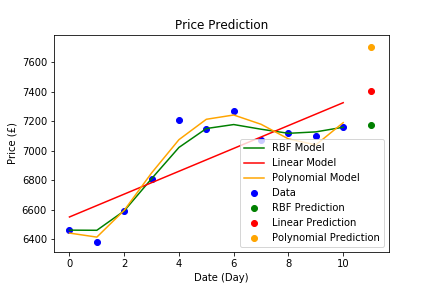 Price Prediction
Price (£)
7600
7400
7200
7000
6800
6600
6400
RBF Model
Linear Model
Polynomial Model
Data
RBF Prediction
Linear Prediction
Polynomial Prediction
0
2
4
6
8
10
Date (Day)